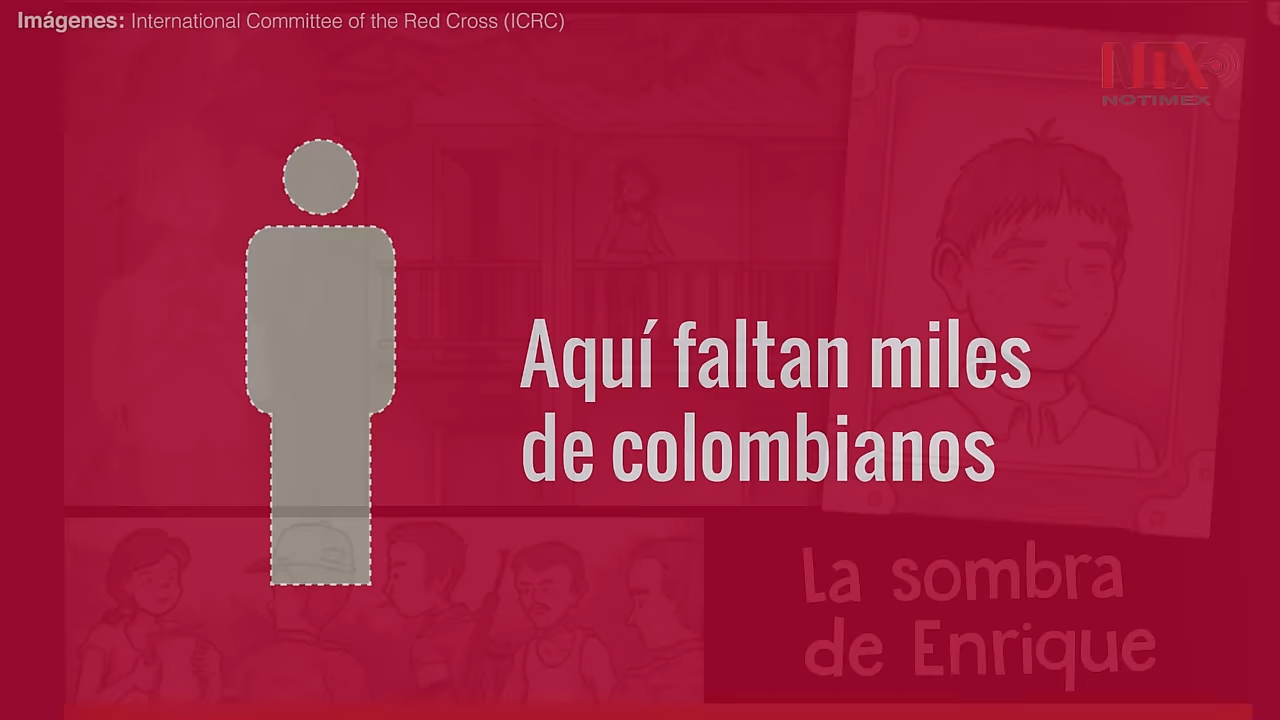 Imágenes: International Committee of the Red Cross (ICRC)
NTX
NOTIMEX
Aquí faltan miles
de colombianos
La sombra
de Enrique